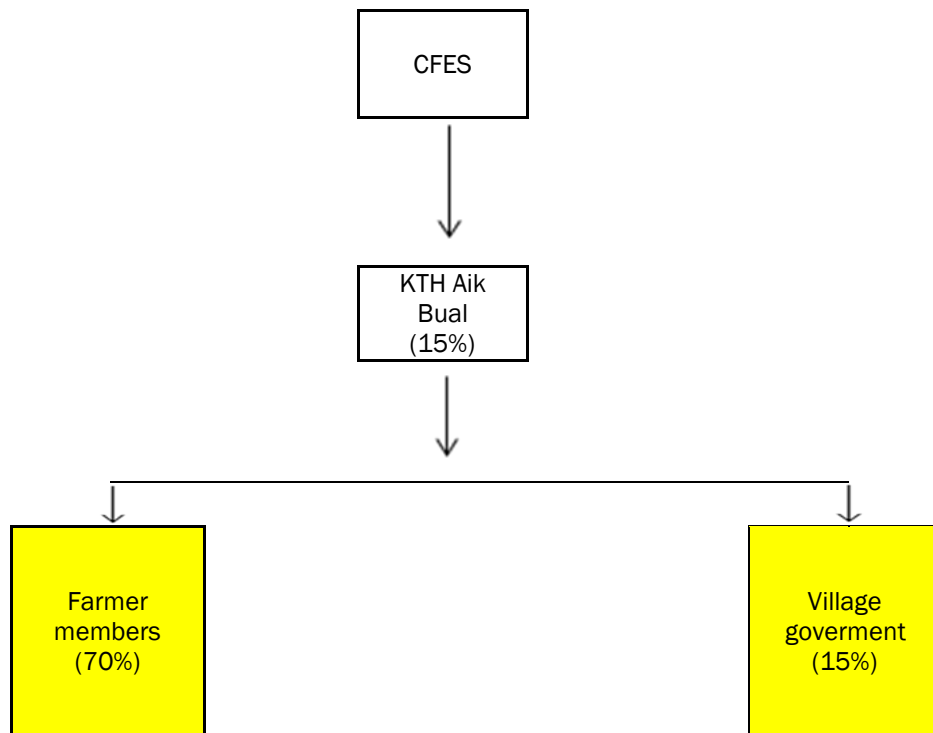 CFES
KTH Aik
Bual
(15%)
Farmer
members
(70%)
Village
goverment
(15%)